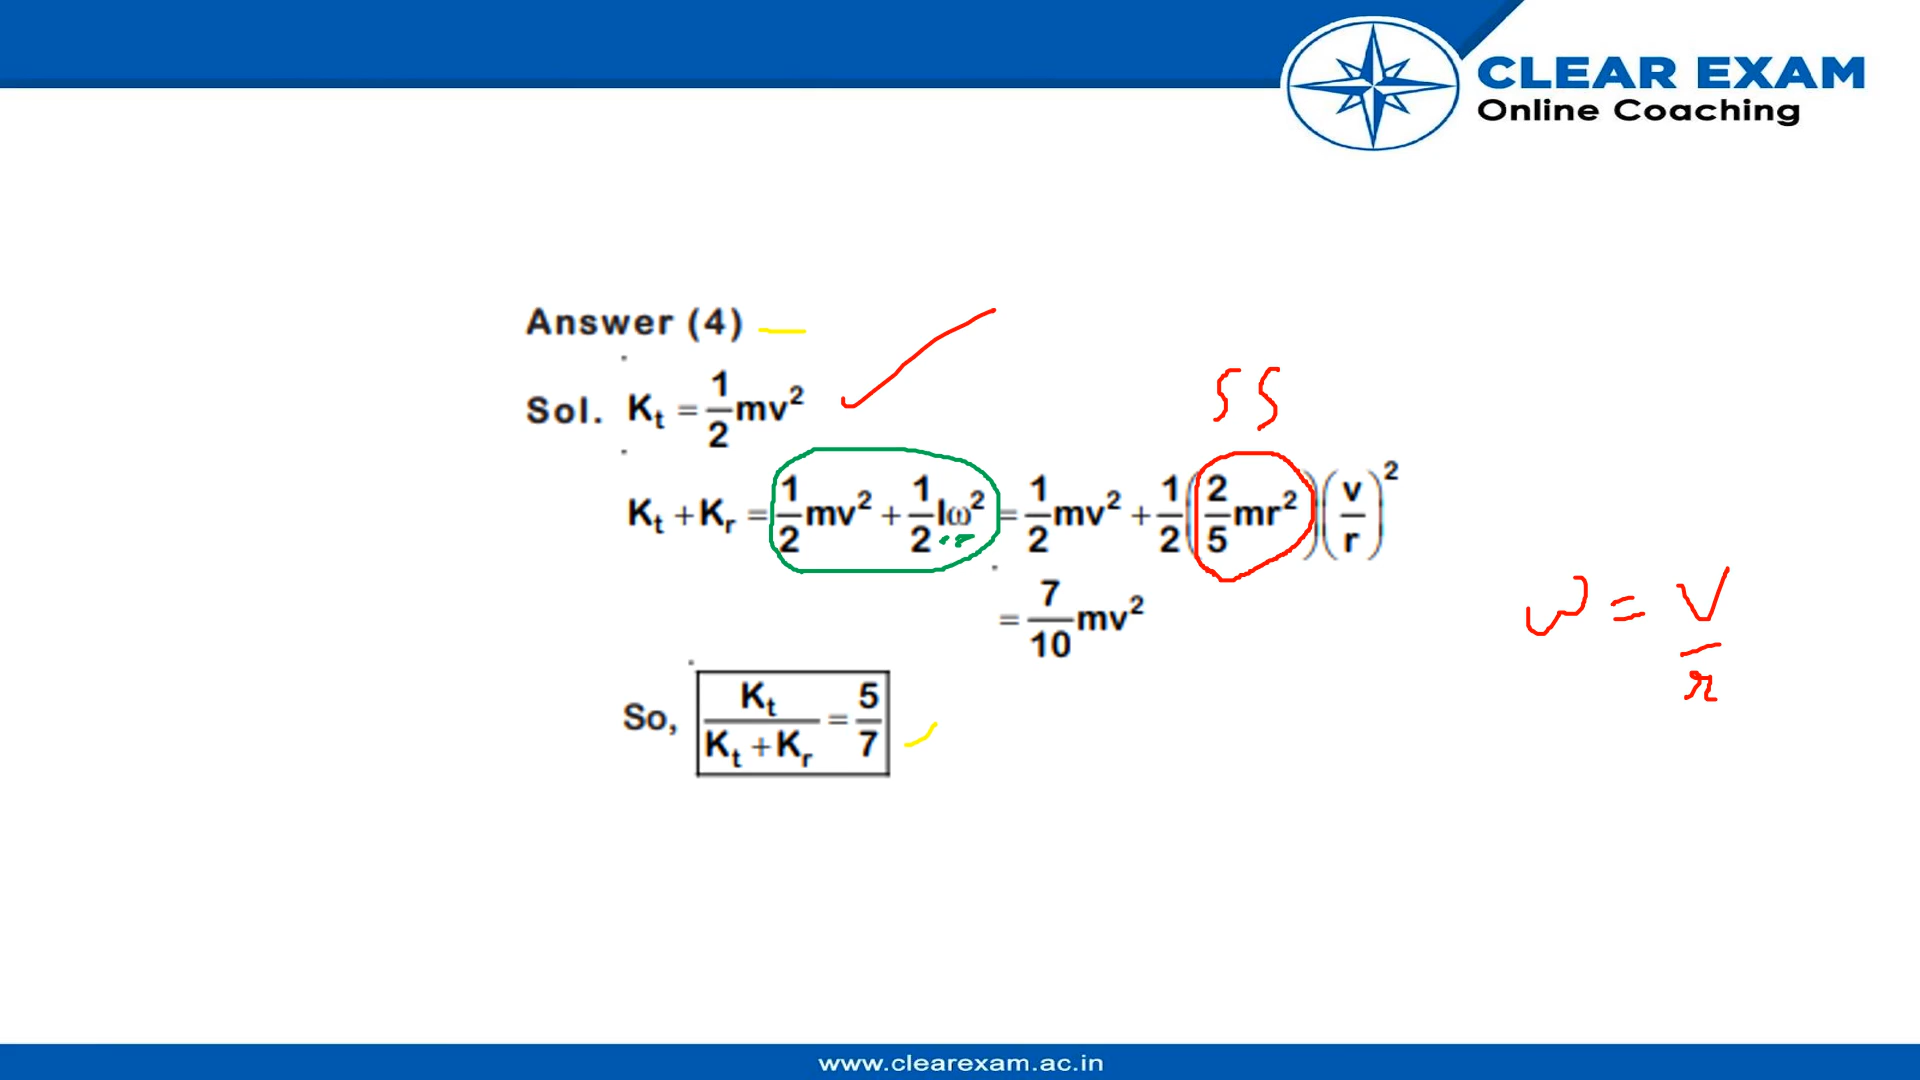 CLEAR EXAM
Online Coaching
Answer (4)
SS
Sol. Kₜ = 1/2 mv²
Kₜ + Kᵣ = 1/2 mv² + 1/2 Iω² = 1/2 mv² + 1/2 (2/5 mr²) (v/r)²
= 7/10 mv²
ω = v/r
So, Kₜ/(Kₜ + Kᵣ) = 5/7
www.clearexam.ac.in